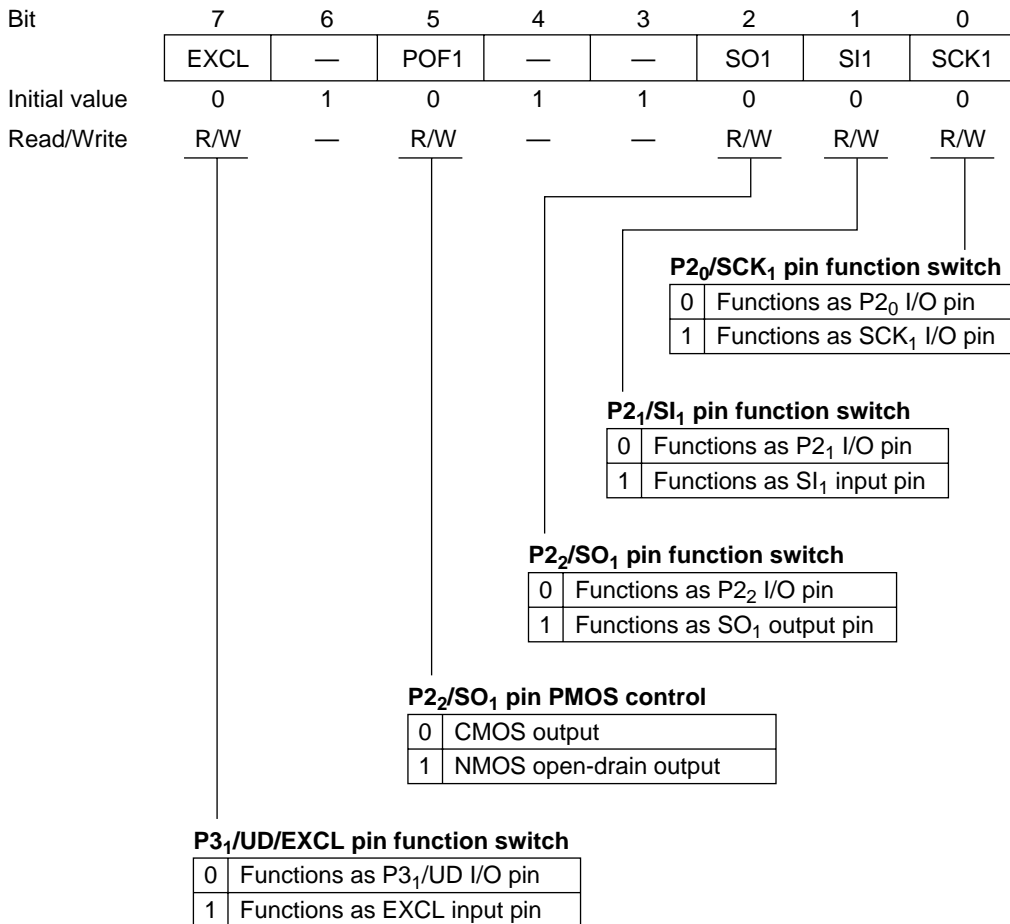 Bit 7 6 5 4 3 2 1 0
EXCL — POF1 — — SO1 SI1 SCK1
Initial value 0 1 0 1 1 0 0 0
Read/Write R/W — R/W — — R/W R/W R/W
P2₀/SCK₁ pin function switch
0 Functions as P2₀ I/O pin
1 Functions as SCK₁ I/O pin
P2₁/SI₁ pin function switch
0 Functions as P2₁ I/O pin
1 Functions as SI₁ input pin
P2₂/SO₁ pin function switch
0 Functions as P2₂ I/O pin
1 Functions as SO₁ output pin
P2₂/SO₁ pin PMOS control
0 CMOS output
1 NMOS open-drain output
P3₁/UD/EXCL pin function switch
0 Functions as P3₁/UD I/O pin
1 Functions as EXCL input pin